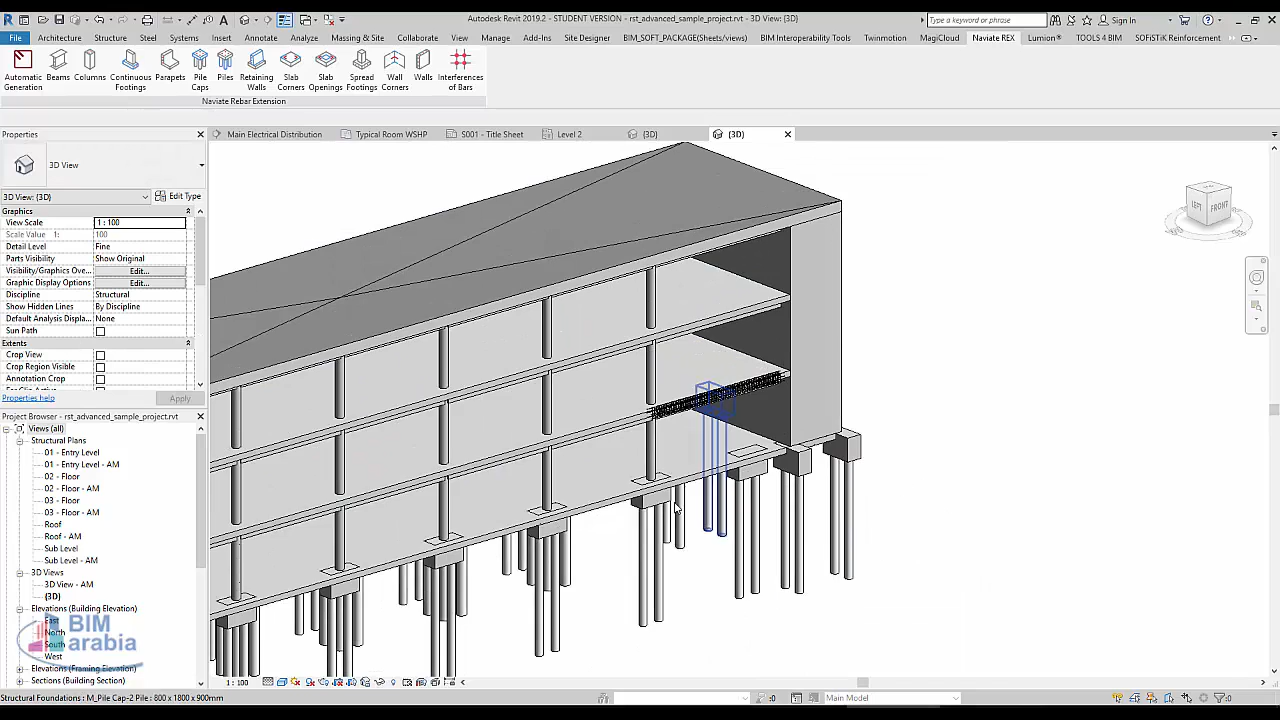 Autodesk Revit 2019.2 - STUDENT VERSION - rst_advanced_sample_project.rvt - 3D View: {3D}
Type a keyword or phrase
Sign In
File Architecture Structure Steel Systems Insert Annotate Analyze Massing & Site Collaborate View Manage Add-Ins Site Designer BIM_SOFT_PACKAGE(Sheets/views) BIM Interoperability Tools Twinmotion MagiCloud Naviate REX Lumion® TOOLS 4 BIM SOFiSTiK Reinforcement
Automatic Generation
Beams
Columns
Continuous Footings
Parapets
Pile Caps
Piles
Retaining Walls
Slab Corners
Slab Openings
Spread Footings
Wall Corners
Walls
Interferences of Bars
Naviate Rebar Extension
Properties
Main Electrical Distribution
Typical Room WSHP
S001 - Title Sheet
Level 2
{3D}
{3D}
3D View
3D View: {3D}
Edit Type
Graphics
View Scale 1 : 100
Scale Value 1: 100
Detail Level Fine
Parts Visibility Show Original
Visibility/Graphics Ove... Edit...
Graphic Display Options Edit...
Discipline Structural
Show Hidden Lines By Discipline
Default Analysis Displa... None
Sun Path
Extents
Crop View
Crop Region Visible
Annotation Crop
Properties help
Apply
Project Browser - rst_advanced_sample_project.rvt
Views (all)
Structural Plans
01 - Entry Level
01 - Entry Level - AM
02 - Floor
02 - Floor - AM
03 - Floor
03 - Floor - AM
Roof
Roof - AM
Sub Level
Sub Level - AM
3D Views
3D View - AM
{3D}
Elevations (Building Elevation)
East
North
South
West
Elevations (Framing Elevation)
Sections (Building Section)
BIM
arabia
LEFT
FRONT
1 : 100
Structural Foundations : M_Pile Cap-2 Pile : 800 x 1800 x 900mm
:0
Main Model
:0